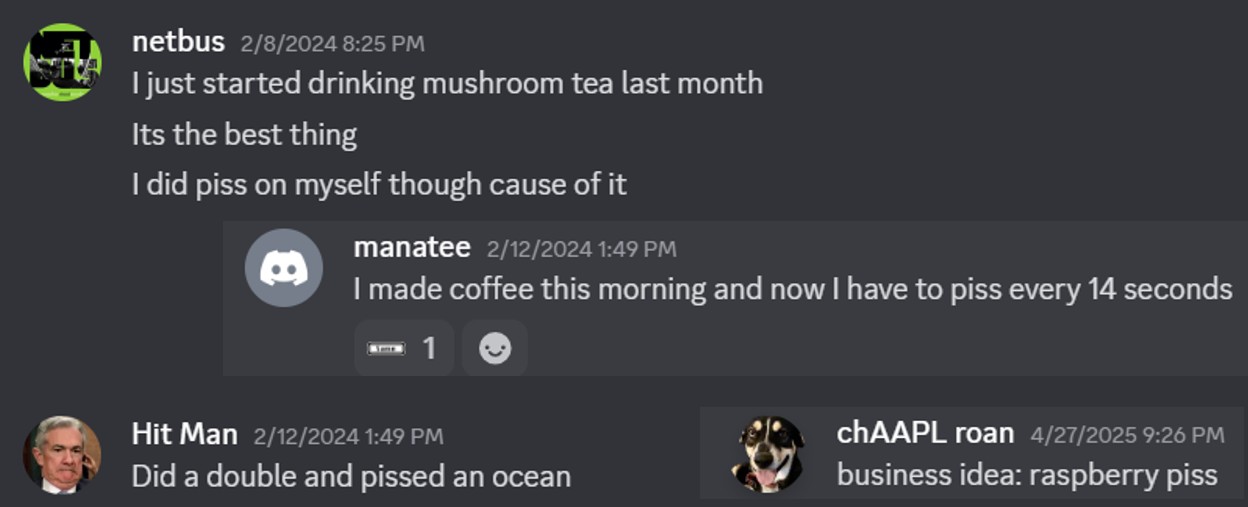 netbus 2/8/2024 8:25 PM
I just started drinking mushroom tea last month
Its the best thing
I did piss on myself though cause of it
manatee 2/12/2024 1:49 PM
I made coffee this morning and now I have to piss every 14 seconds
1
Hit Man 2/12/2024 1:49 PM
Did a double and pissed an ocean
chAAPL roan 4/27/2025 9:26 PM
business idea: raspberry piss